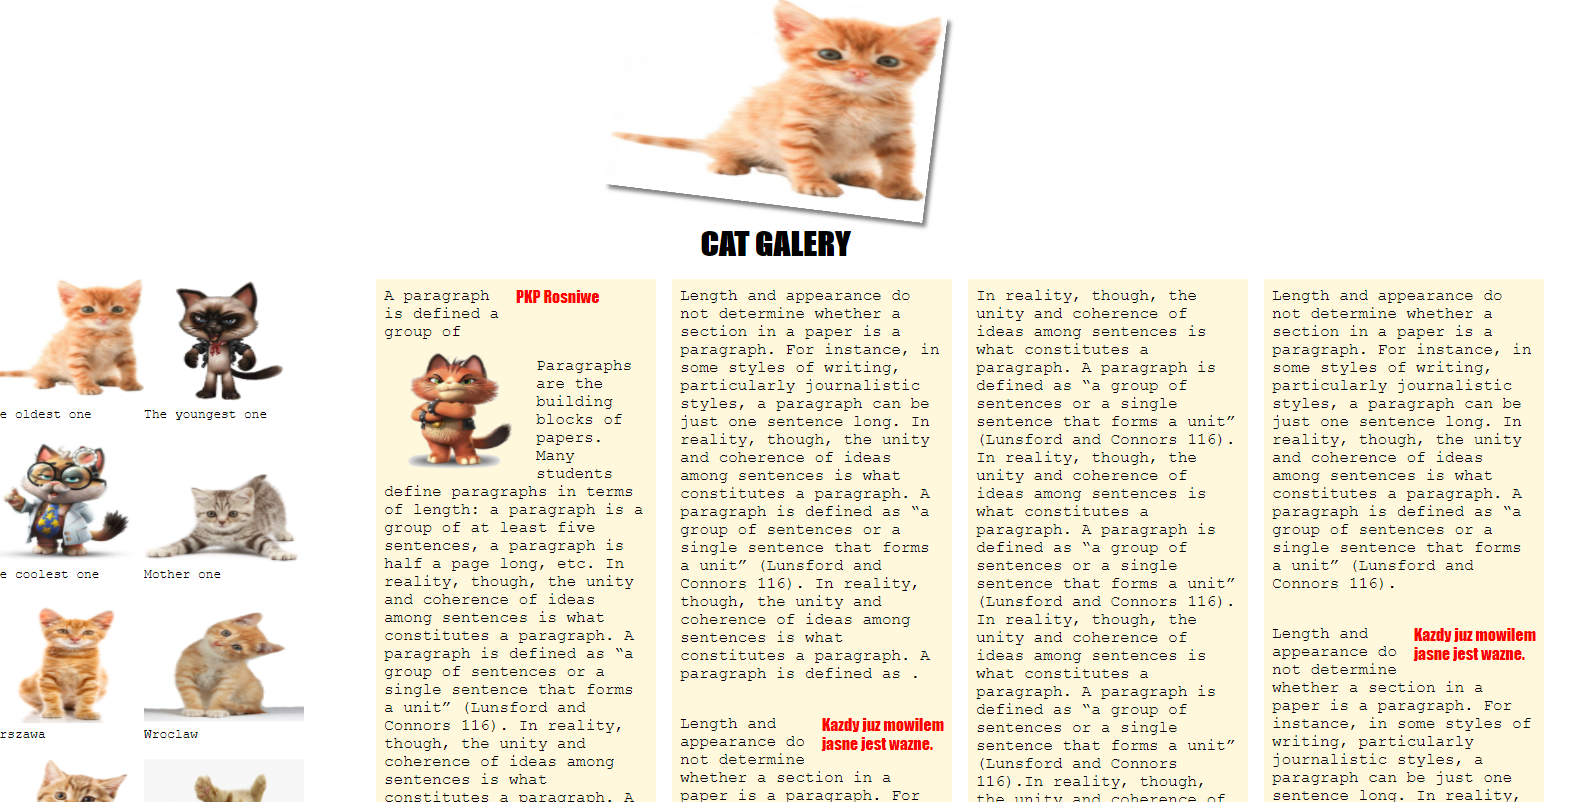 CAT GALERY
e oldest one
The youngest one
e coolest one
Mother one
rszawa
Wroclaw
A paragraph
is defined a
group of
PKP Rosniwe
Paragraphs
are the
building
blocks of
papers.
Many
students
define paragraphs in terms
of length: a paragraph is a
group of at least five
sentences, a paragraph is
half a page long, etc. In
reality, though, the unity
and coherence of ideas
among sentences is what
constitutes a paragraph. A
paragraph is defined as “a
group of sentences or a
single sentence that forms
a unit” (Lunsford and
Connors 116). In reality,
though, the unity and
coherence of ideas among
sentences is what
constitutes a paragraph. A
Length and appearance do
not determine whether a
section in a paper is a
paragraph. For instance, in
some styles of writing,
particularly journalistic
styles, a paragraph can be
just one sentence long. In
reality, though, the unity
and coherence of ideas
among sentences is what
constitutes a paragraph. A
paragraph is defined as “a
group of sentences or a
single sentence that forms
a unit” (Lunsford and
Connors 116). In reality,
though, the unity and
coherence of ideas among
sentences is what
constitutes a paragraph. A
paragraph is defined as .
Length and
appearance do
not determine
Kazdy juz mowilem
jasne jest wazne.
whether a section in a
paper is a paragraph. For
In reality, though, the
unity and coherence of
ideas among sentences is
what constitutes a
paragraph. A paragraph is
defined as “a group of
sentences or a single
sentence that forms a unit”
(Lunsford and Connors 116).
In reality, though, the
unity and coherence of
ideas among sentences is
what constitutes a
paragraph. A paragraph is
defined as “a group of
sentences or a single
sentence that forms a unit”
(Lunsford and Connors 116).
In reality, though, the
unity and coherence of
ideas among sentences is
what constitutes a
paragraph. A paragraph is
defined as “a group of
sentences or a single
sentence that forms a unit”
(Lunsford and Connors
116).In reality, though,
the unity and coherence of
Length and appearance do
not determine whether a
section in a paper is a
paragraph. For instance, in
some styles of writing,
particularly journalistic
styles, a paragraph can be
just one sentence long. In
reality, though, the unity
and coherence of ideas
among sentences is what
constitutes a paragraph. A
paragraph is defined as “a
group of sentences or a
single sentence that forms
a unit” (Lunsford and
Connors 116).
Length and
appearance do
not determine
Kazdy juz mowilem
jasne jest wazne.
whether a section in a
paper is a paragraph. For
instance, in some styles of
writing, particularly
journalistic styles, a
paragraph can be just one
sentence long. In reality,